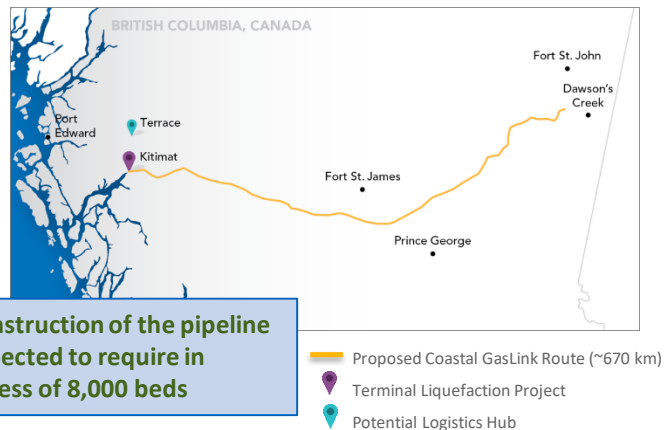 BRITISH COLUMBIA, CANADA
Fort St. John
Dawson's
Creek
Port
Edward
Terrace
Kitimat
Fort St. James
Prince George
nstruction of the pipeline
ected to require in
ess of 8,000 beds
Proposed Coastal GasLink Route (~670 km)
Terminal Liquefaction Project
Potential Logistics Hub